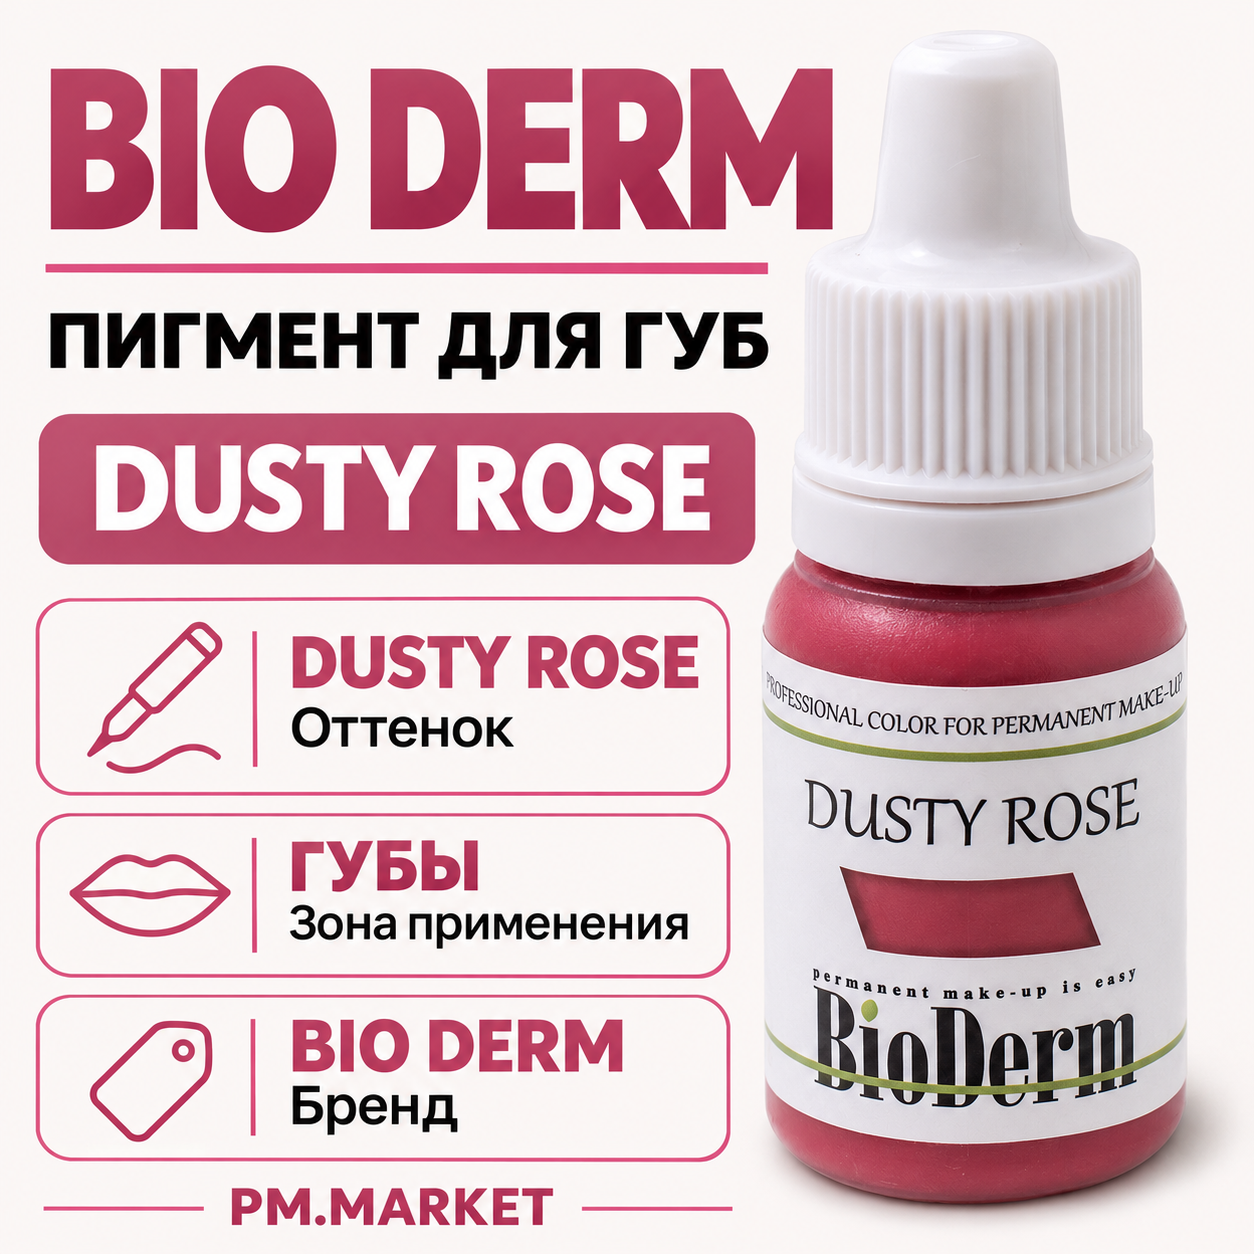 BIO DERM
ПИГМЕНТ ДЛЯ ГУБ
DUSTY ROSE
DUSTY ROSE
Оттенок
ГУБЫ
Зона применения
BIO DERM
Бренд
PM.MARKET
PROFESSIONAL COLOR FOR PERMANENT MAKE-UP
DUSTY ROSE
permanent make-up is easy
BioDerm